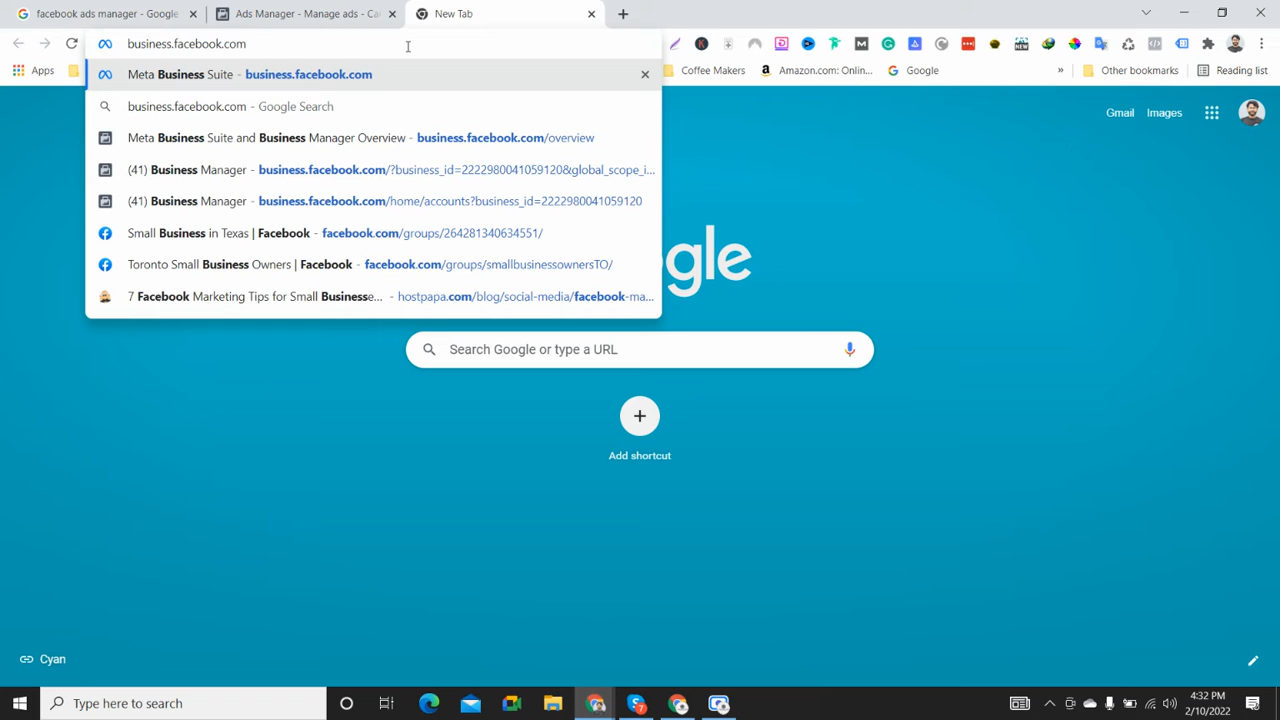 facebook ads manager - Google
Ads Manager - Manage ads - Ca
New Tab
business.facebook.com
Meta Business Suite - business.facebook.com
business.facebook.com - Google Search
Meta Business Suite and Business Manager Overview - business.facebook.com/overview
(41) Business Manager - business.facebook.com/?business_id=2222980041059120&global_scope_i...
(41) Business Manager - business.facebook.com/home/accounts?business_id=2222980041059120
Small Business in Texas | Facebook - facebook.com/groups/264281340634551/
Toronto Small Business Owners | Facebook - facebook.com/groups/smallbusinessownersTO/
7 Facebook Marketing Tips for Small Businesse... - hostpapa.com/blog/social-media/facebook-ma...
Apps
Coffee Makers
Amazon.com: Onlin...
Google
»
Other bookmarks
Reading list
Gmail
Images
gle
Search Google or type a URL
Add shortcut
Cyan
Type here to search
4:32 PM
2/10/2022